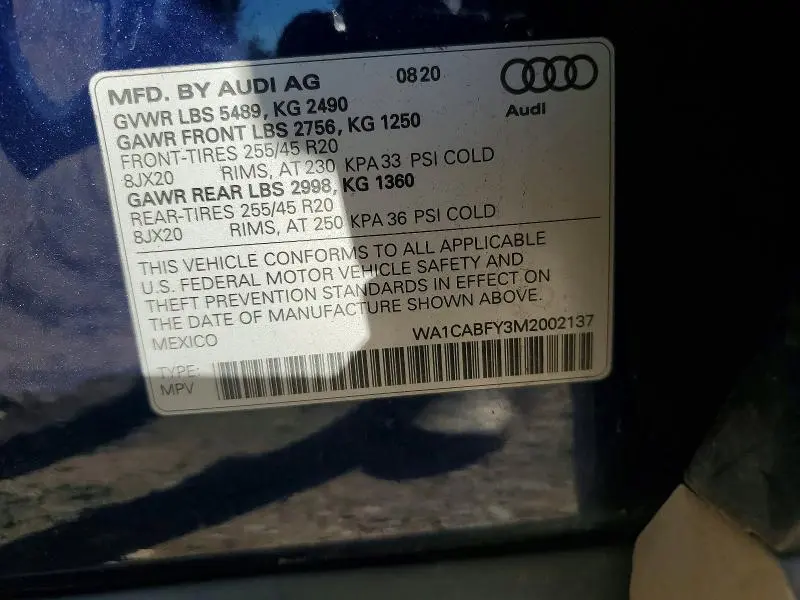 MFD. BY AUDI AG 08 20
Audi
GVWR LBS 5489, KG 2490
GAWR FRONT LBS 2756, KG 1250
FRONT-TIRES 255/45 R20
8JX20 RIMS, AT 230 KPA 33 PSI COLD
GAWR REAR LBS 2998, KG 1360
REAR-TIRES 255/45 R20
8JX20 RIMS, AT 250 KPA 36 PSI COLD
THIS VEHICLE CONFORMS TO ALL APPLICABLE
U.S. FEDERAL MOTOR VEHICLE SAFETY AND
THEFT PREVENTION STANDARDS IN EFFECT ON
THE DATE OF MANUFACTURE SHOWN ABOVE.
MEXICO WA1CABFY3M2002137
TYPE:
MPV